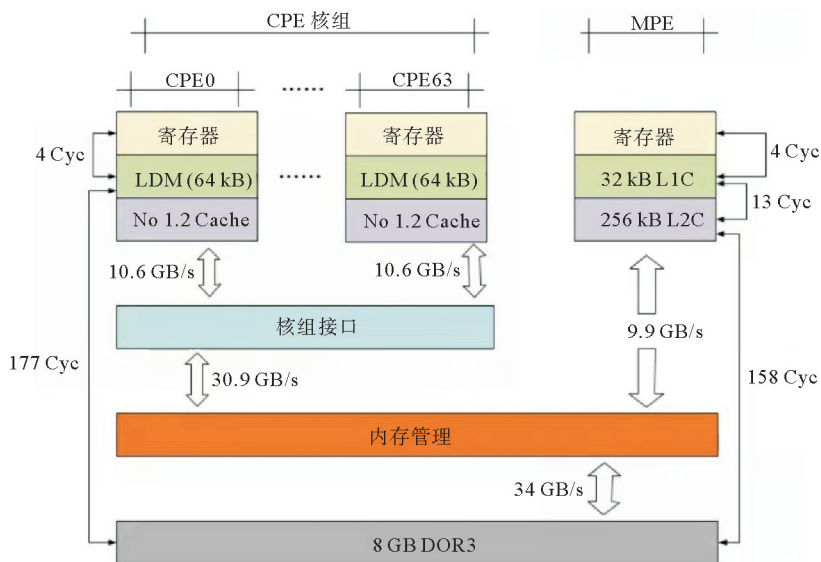 CPE 核组
MPE
CPE0
......
CPE63
寄存器
寄存器
寄存器
4 Cyc
4 Cyc
LDM (64 kB)
......
LDM (64 kB)
32 kB L1C
13 Cyc
No 1.2 Cache
No 1.2 Cache
256 kB L2C
10.6 GB/s
10.6 GB/s
核组接口
9.9 GB/s
177 Cyc
30.9 GB/s
158 Cyc
内存管理
34 GB/s
8 GB DOR3